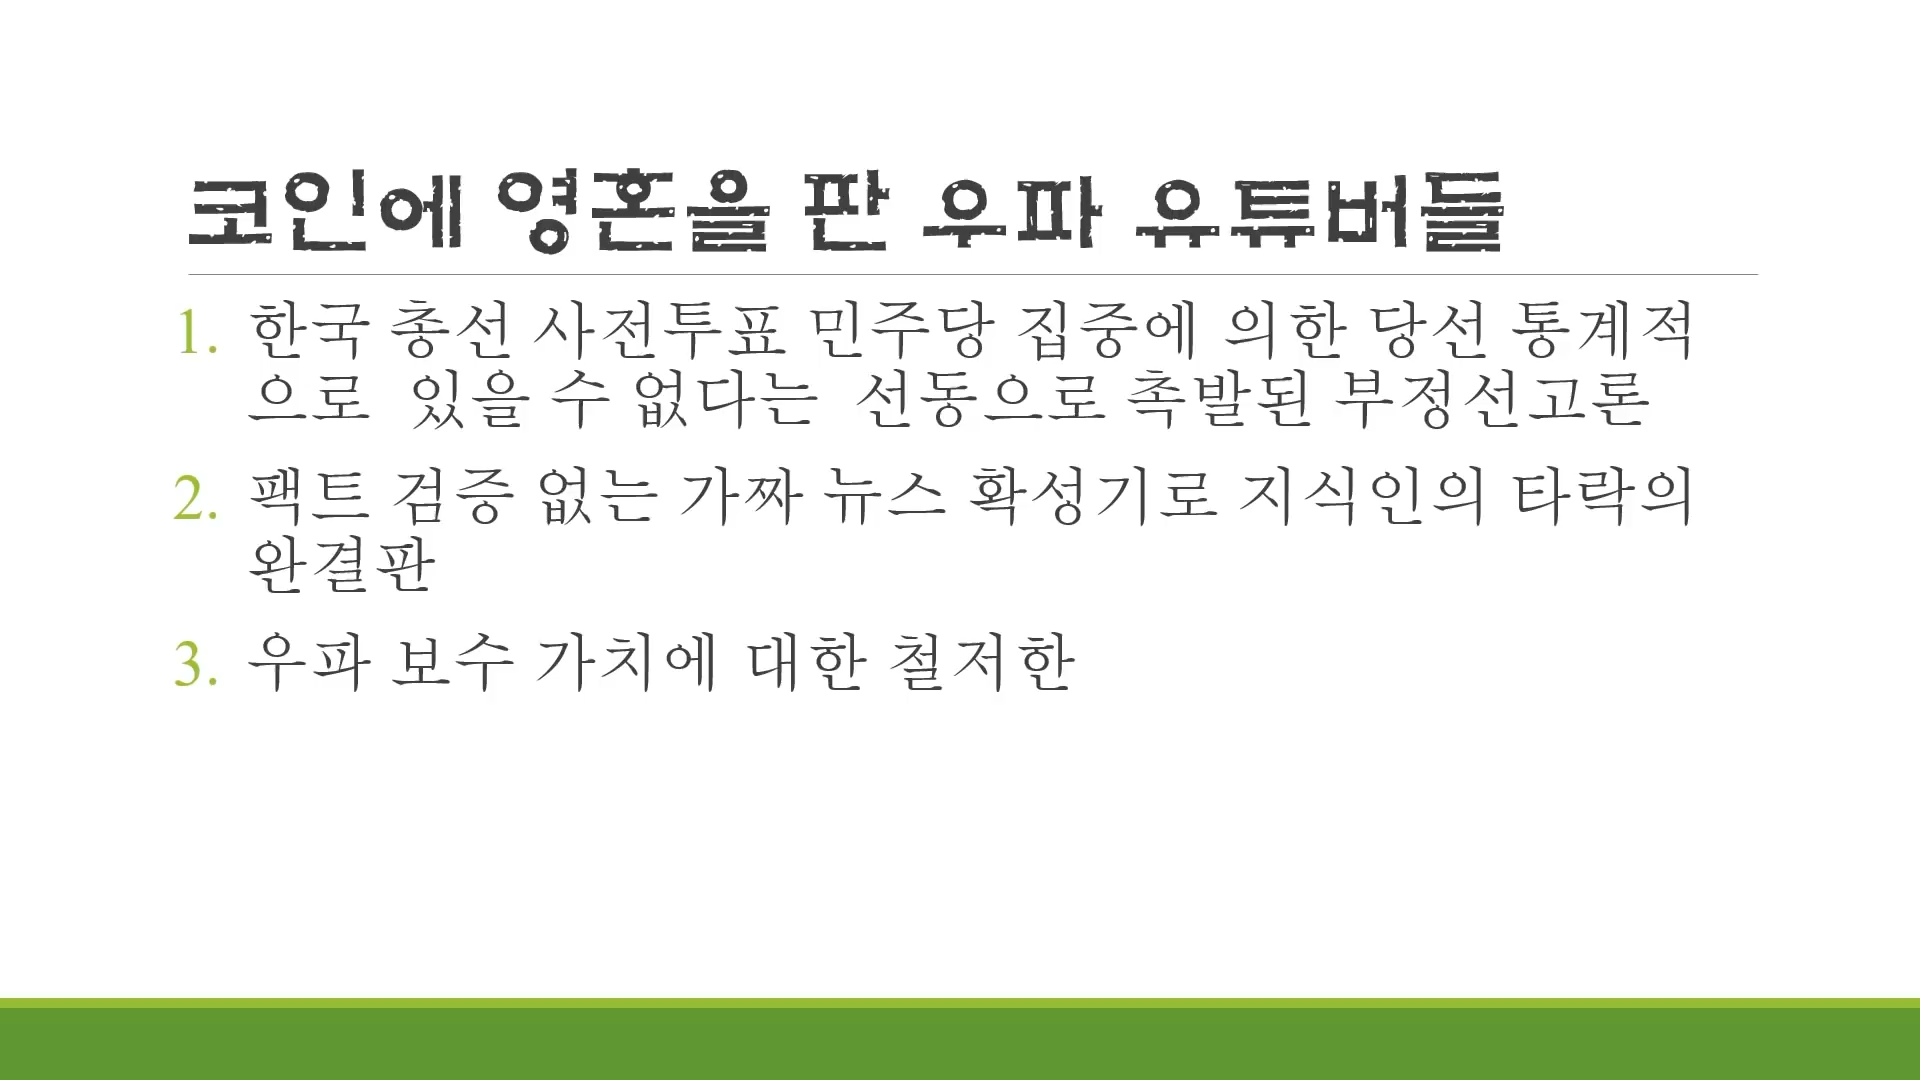 코인에 영혼을 판 우파 유튜버들
1. 한국 총선 사전투표 민주당 집중에 의한 당선 통계적
으로 있을 수 없다는 선동으로 촉발된 부정선고론
2. 팩트 검증 없는 가짜 뉴스 확성기로 지식인의 타락의
완결판
3. 우파 보수 가치에 대한 철저한